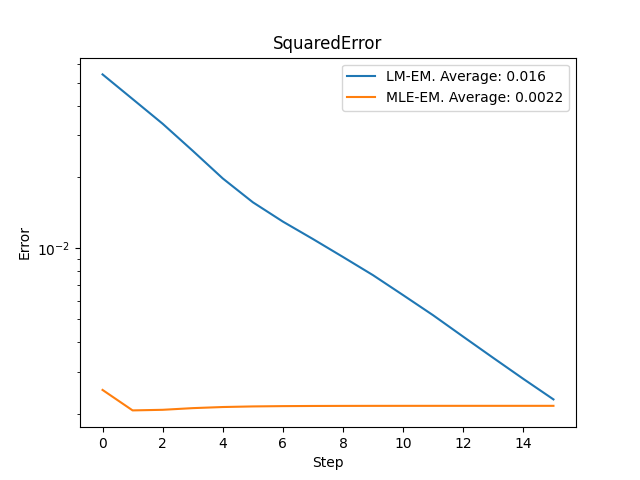 SquaredError
LM-EM. Average: 0.016
MLE-EM. Average: 0.0022
Error
10⁻²
0 2 4 6 8 10 12 14
Step